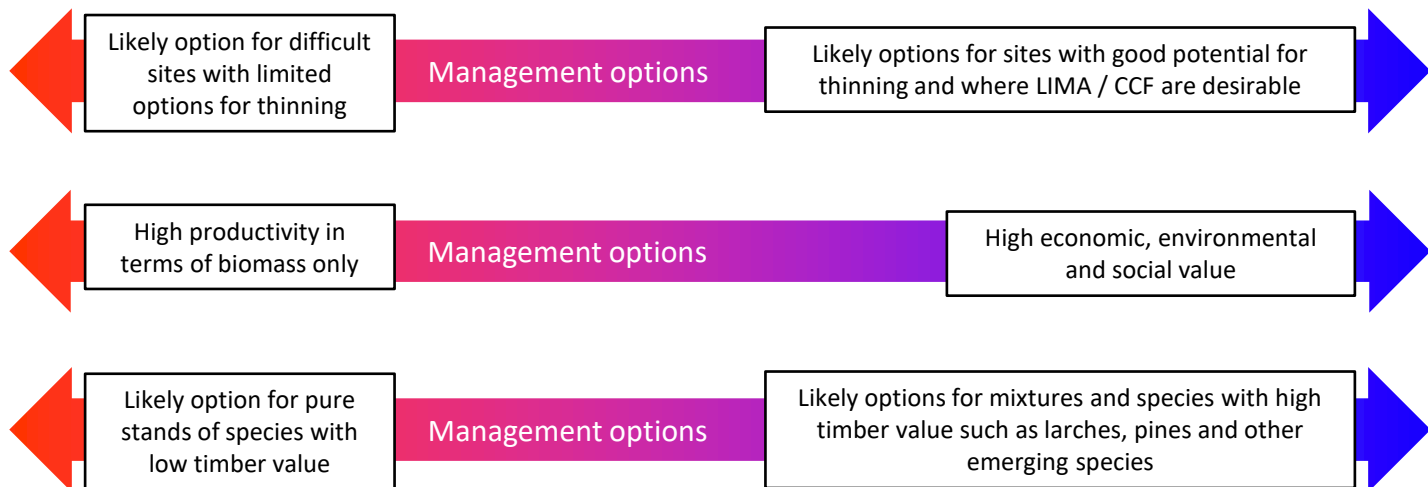 Likely option for difficult
sites with limited
options for thinning
Management options
Likely options for sites with good potential for
thinning and where LIMA / CCF are desirable
High productivity in
terms of biomass only
Management options
High economic, environmental
and social value
Likely option for pure
stands of species with
low timber value
Management options
Likely options for mixtures and species with high
timber value such as larches, pines and other
emerging species